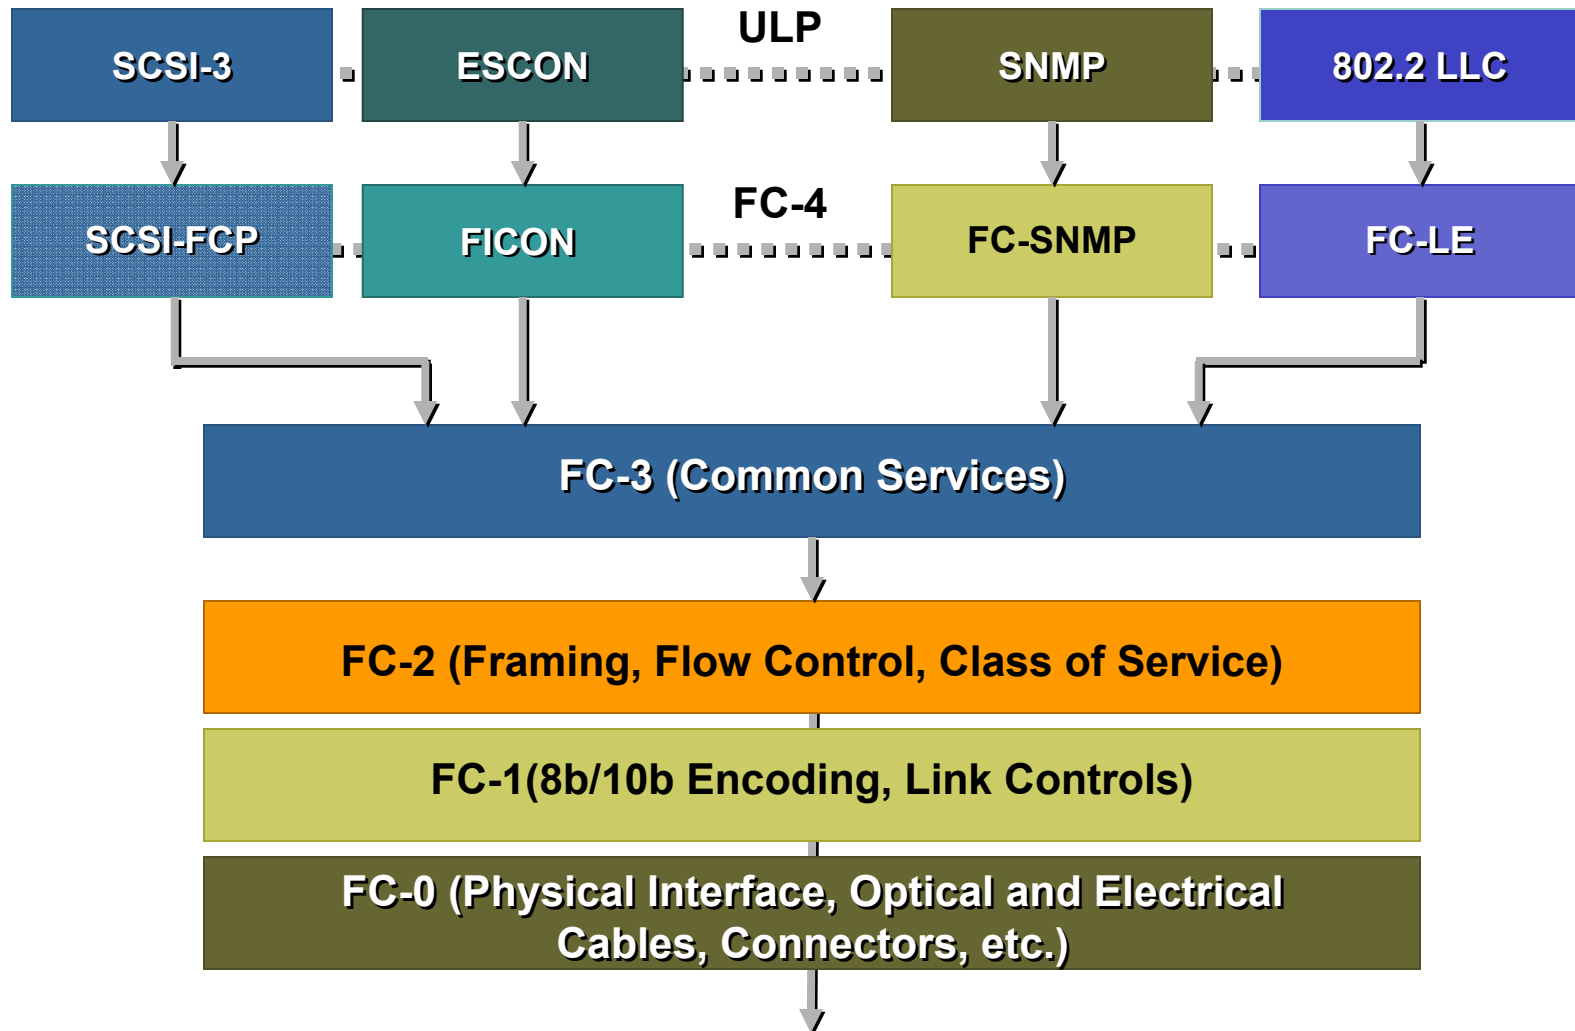 ULP
SCSI-3
ESCON
SNMP
802.2 LLC
FC-4
SCSI-FCP
FICON
FC-SNMP
FC-LE
FC-3 (Common Services)
FC-2 (Framing, Flow Control, Class of Service)
FC-1(8b/10b Encoding, Link Controls)
FC-0 (Physical Interface, Optical and Electrical
Cables, Connectors, etc.)